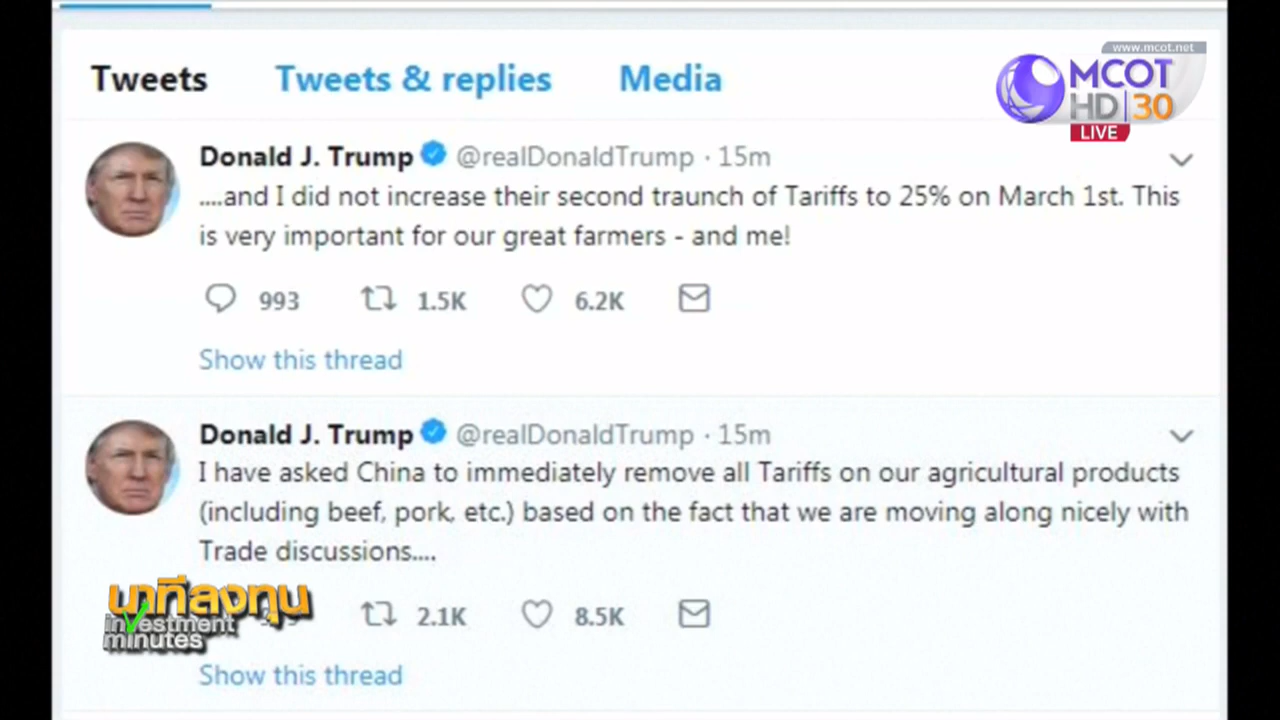 www.mcot.net
MCOT
HD 30
LIVE
Tweets Tweets & replies Media
Donald J. Trump @realDonaldTrump · 15m
....and I did not increase their second traunch of Tariffs to 25% on March 1st. This
is very important for our great farmers - and me!
993 1.5K 6.2K
Show this thread
Donald J. Trump @realDonaldTrump · 15m
I have asked China to immediately remove all Tariffs on our agricultural products
(including beef, pork, etc.) based on the fact that we are moving along nicely with
Trade discussions....
2.1K 8.5K
Show this thread
นาทีลงทุน
investment
minutes